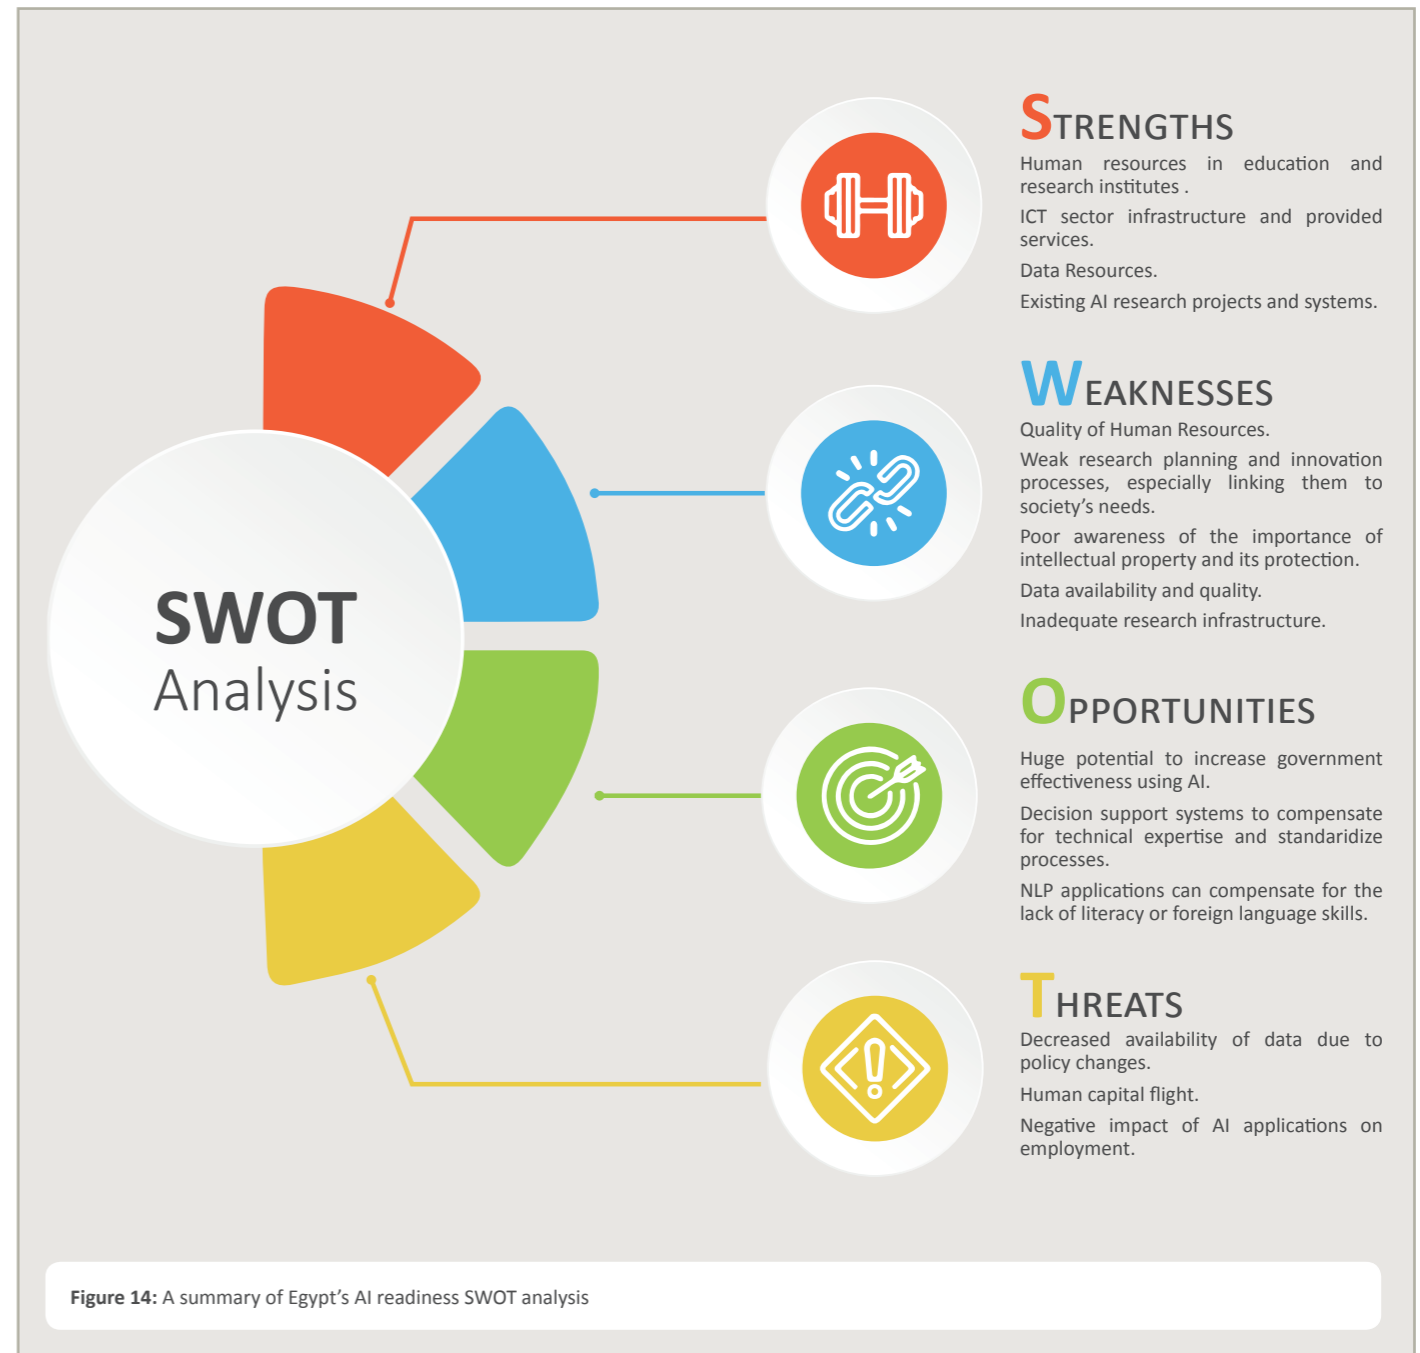 SWOT
Analysis
STRENGTHS
Human resources in education and
research institutes .
ICT sector infrastructure and provided
services.
Data Resources.
Existing AI research projects and systems.
WEAKNESSES
Quality of Human Resources.
Weak research planning and innovation
processes, especially linking them to
society’s needs.
Poor awareness of the importance of
intellectual property and its protection.
Data availability and quality.
Inadequate research infrastructure.
OPPORTUNITIES
Huge potential to increase government
effectiveness using AI.
Decision support systems to compensate
for technical expertise and standaridize
processes.
NLP applications can compensate for the
lack of literacy or foreign language skills.
THREATS
Decreased availability of data due to
policy changes.
Human capital flight.
Negative impact of AI applications on
employment.
Figure 14: A summary of Egypt’s AI readiness SWOT analysis